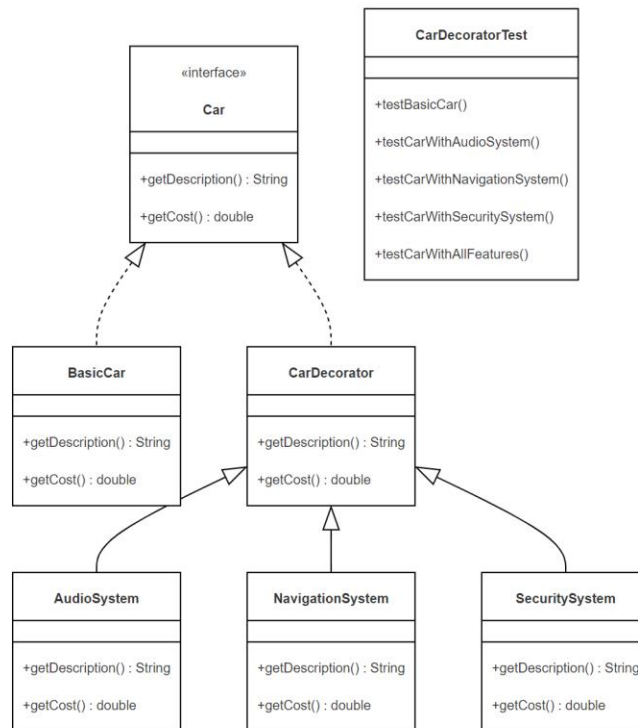 «interface»
Car
+getDescription() : String
+getCost() : double
CarDecoratorTest
+testBasicCar()
+testCarWithAudioSystem()
+testCarWithNavigationSystem()
+testCarWithSecuritySystem()
+testCarWithAllFeatures()
BasicCar
+getDescription() : String
+getCost() : double
CarDecorator
+getDescription() : String
+getCost() : double
AudioSystem
+getDescription() : String
+getCost() : double
NavigationSystem
+getDescription() : String
+getCost() : double
SecuritySystem
+getDescription() : String
+getCost() : double